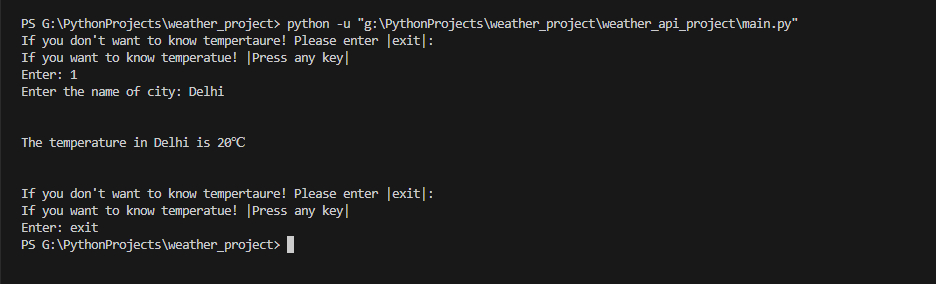 PS G:\PythonProjects\weather_project> python -u "g:\PythonProjects\weather_project\weather_api_project\main.py"
If you don't want to know tempertaure! Please enter |exit|:
If you want to know temperatue! |Press any key|
Enter: 1
Enter the name of city: Delhi
The temperature in Delhi is 20℃
If you don't want to know tempertaure! Please enter |exit|:
If you want to know temperatue! |Press any key|
Enter: exit
PS G:\PythonProjects\weather_project>